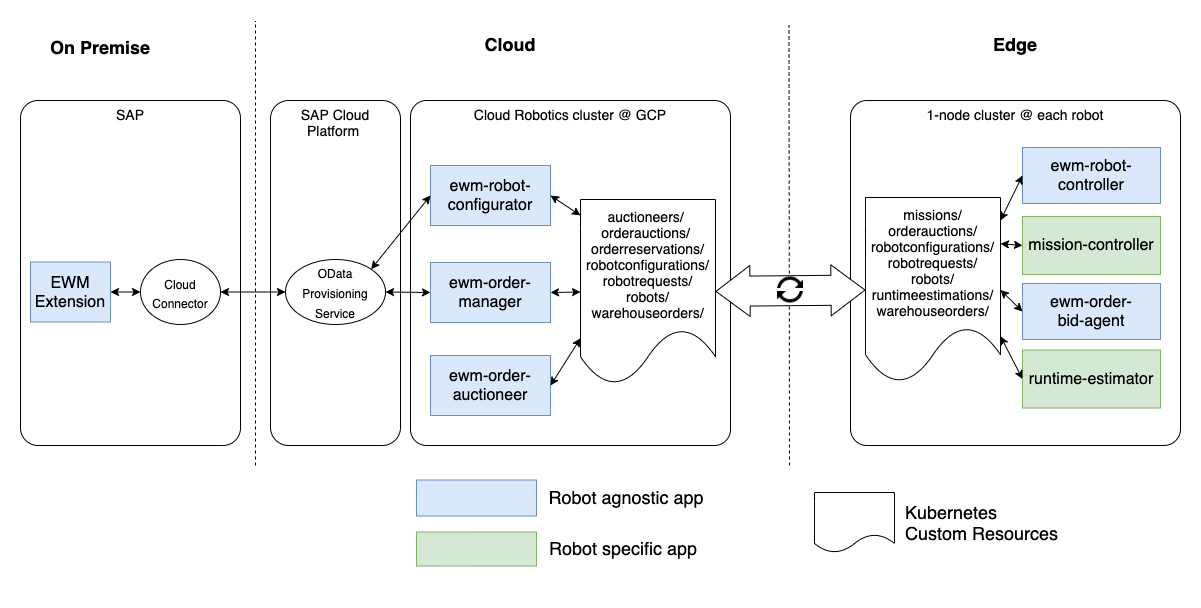 On Premise
Cloud
Edge
SAP
SAP Cloud
Platform
Cloud Robotics cluster @ GCP
1-node cluster @ each robot
EWM
Extension
Cloud
Connector
OData
Provisioning
Service
ewm-robot-
configurator
ewm-order-
manager
ewm-order-
auctioneer
auctioneers/
orderauctions/
orderreservations/
robotconfigurations/
robotrequests/
robots/
warehouseorders/
missions/
orderauctions/
robotconfigurations/
robotrequests/
robots/
runtimeestimations/
warehouseorders/
ewm-robot-
controller
mission-controller
ewm-order-
bid-agent
runtime-estimator
Robot agnostic app
Robot specific app
Kubernetes
Custom Resources